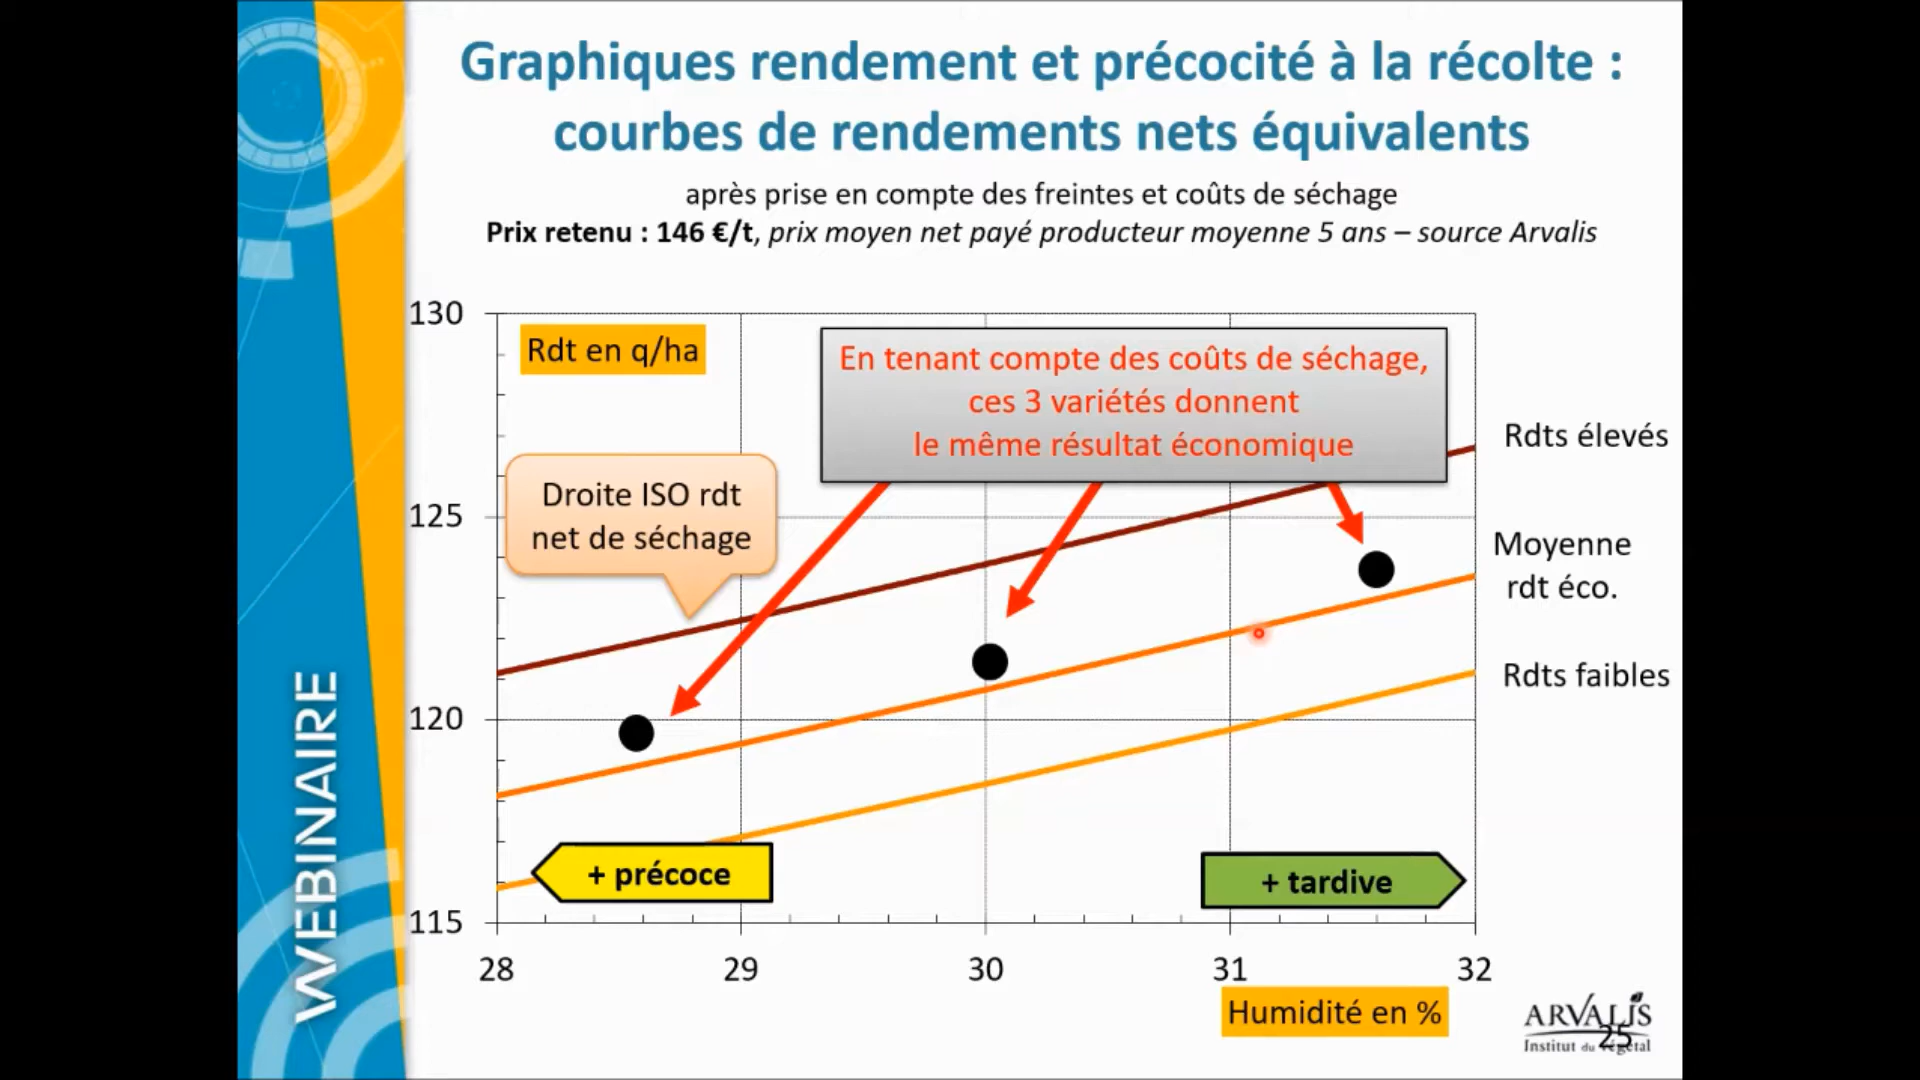 Graphiques rendement et précocité à la récolte :
courbes de rendements nets équivalents
après prise en compte des freintes et coûts de séchage
Prix retenu : 146 €/t, prix moyen net payé producteur moyenne 5 ans – source Arvalis
130
Rdt en q/ha
En tenant compte des coûts de séchage,
ces 3 variétés donnent
le même résultat économique
Rdts élevés
Droite ISO rdt
net de séchage
125
Moyenne
rdt éco.
Rdts faibles
120
+ précoce
+ tardive
115
28
29
30
31
32
Humidité en %
WEBINAIRE
ARVALIS
Institut du végétal
25